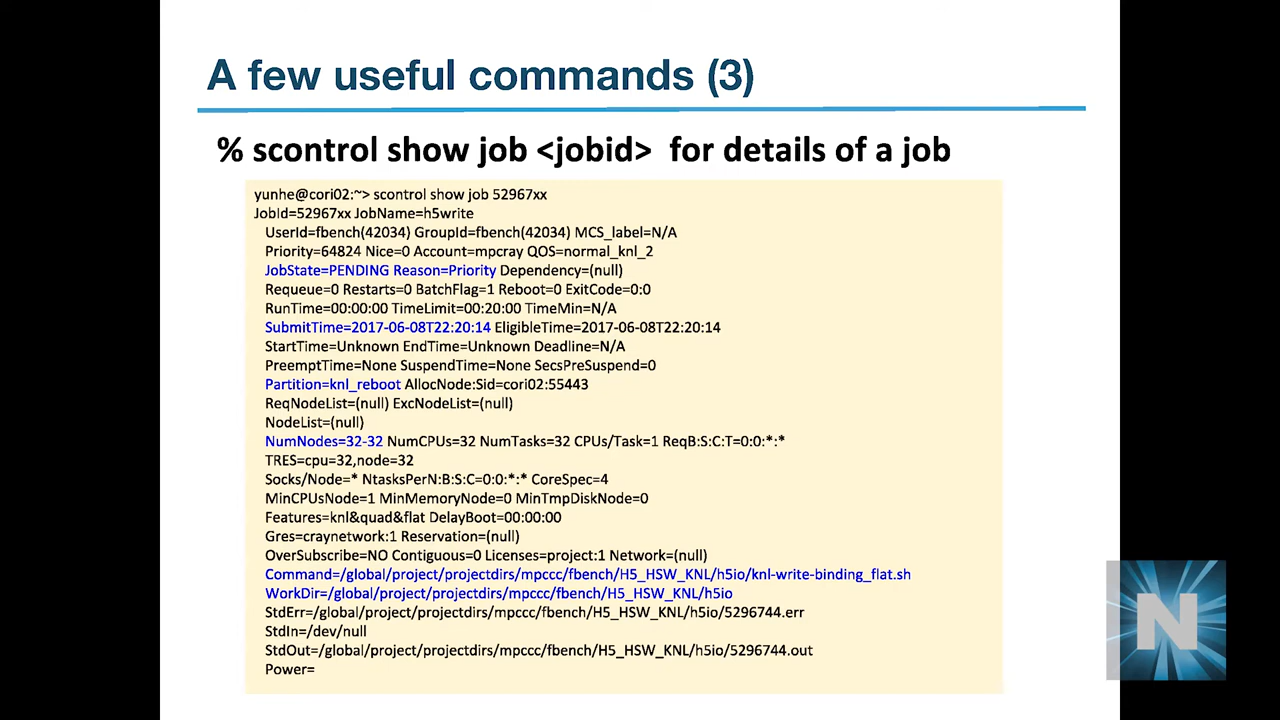 A few useful commands (3)
% scontrol show job <jobid> for details of a job
yunhe@cori02:~> scontrol show job 52967xx
JobId=52967xx JobName=h5write
UserId=fbench(42034) GroupId=fbench(42034) MCS_label=N/A
Priority=64824 Nice=0 Account=mpcray QOS=normal_knl_2
JobState=PENDING Reason=Priority Dependency=(null)
Requeue=0 Restarts=0 BatchFlag=1 Reboot=0 ExitCode=0:0
RunTime=00:00:00 TimeLimit=00:20:00 TimeMin=N/A
SubmitTime=2017-06-08T22:20:14 EligibleTime=2017-06-08T22:20:14
StartTime=Unknown EndTime=Unknown Deadline=N/A
PreemptTime=None SuspendTime=None SecsPreSuspend=0
Partition=knl_reboot AllocNode:Sid=cori02:55443
ReqNodeList=(null) ExcNodeList=(null)
NodeList=(null)
NumNodes=32-32 NumCPUs=32 NumTasks=32 CPUs/Task=1 ReqB:S:C:T=0:0:*:*
TRES=cpu=32,node=32
Socks/Node=* NtasksPerN:B:S:C=0:0:*:* CoreSpec=4
MinCPUsNode=1 MinMemoryNode=0 MinTmpDiskNode=0
Features=knl&quad&flat DelayBoot=00:00:00
Gres=craynetwork:1 Reservation=(null)
OverSubscribe=NO Contiguous=0 Licenses=project:1 Network=(null)
Command=/global/project/projectdirs/mpccc/fbench/H5_HSW_KNL/h5io/knl-write-binding_flat.sh
WorkDir=/global/project/projectdirs/mpccc/fbench/H5_HSW_KNL/h5io
StdErr=/global/project/projectdirs/mpccc/fbench/H5_HSW_KNL/h5io/5296744.err
StdIn=/dev/null
StdOut=/global/project/projectdirs/mpccc/fbench/H5_HSW_KNL/h5io/5296744.out
Power=
N